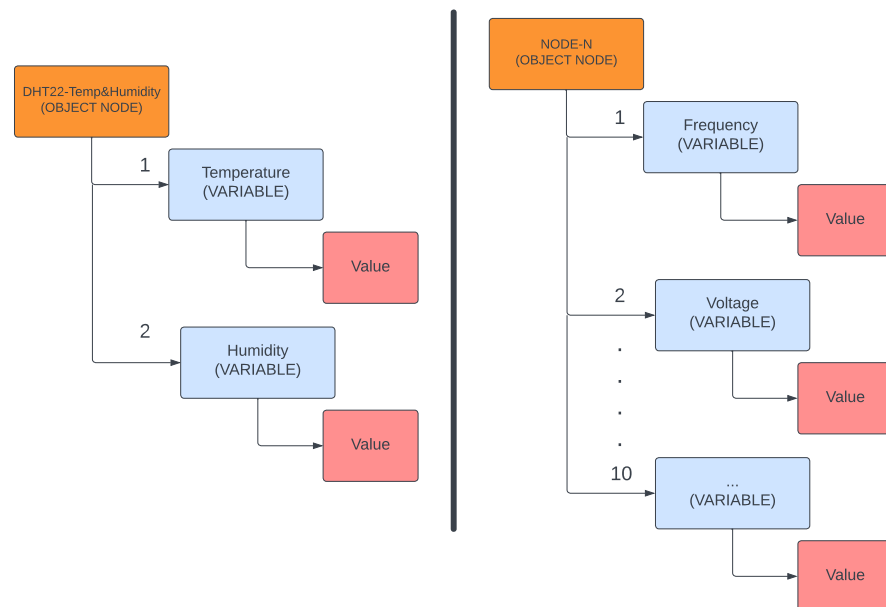 DHT22-Temp&Humidity
(OBJECT NODE)
1
Temperature
(VARIABLE)
Value
2
Humidity
(VARIABLE)
Value
NODE-N
(OBJECT NODE)
1
Frequency
(VARIABLE)
Value
2
Voltage
(VARIABLE)
.
.
.
.
Value
10
...
(VARIABLE)
Value